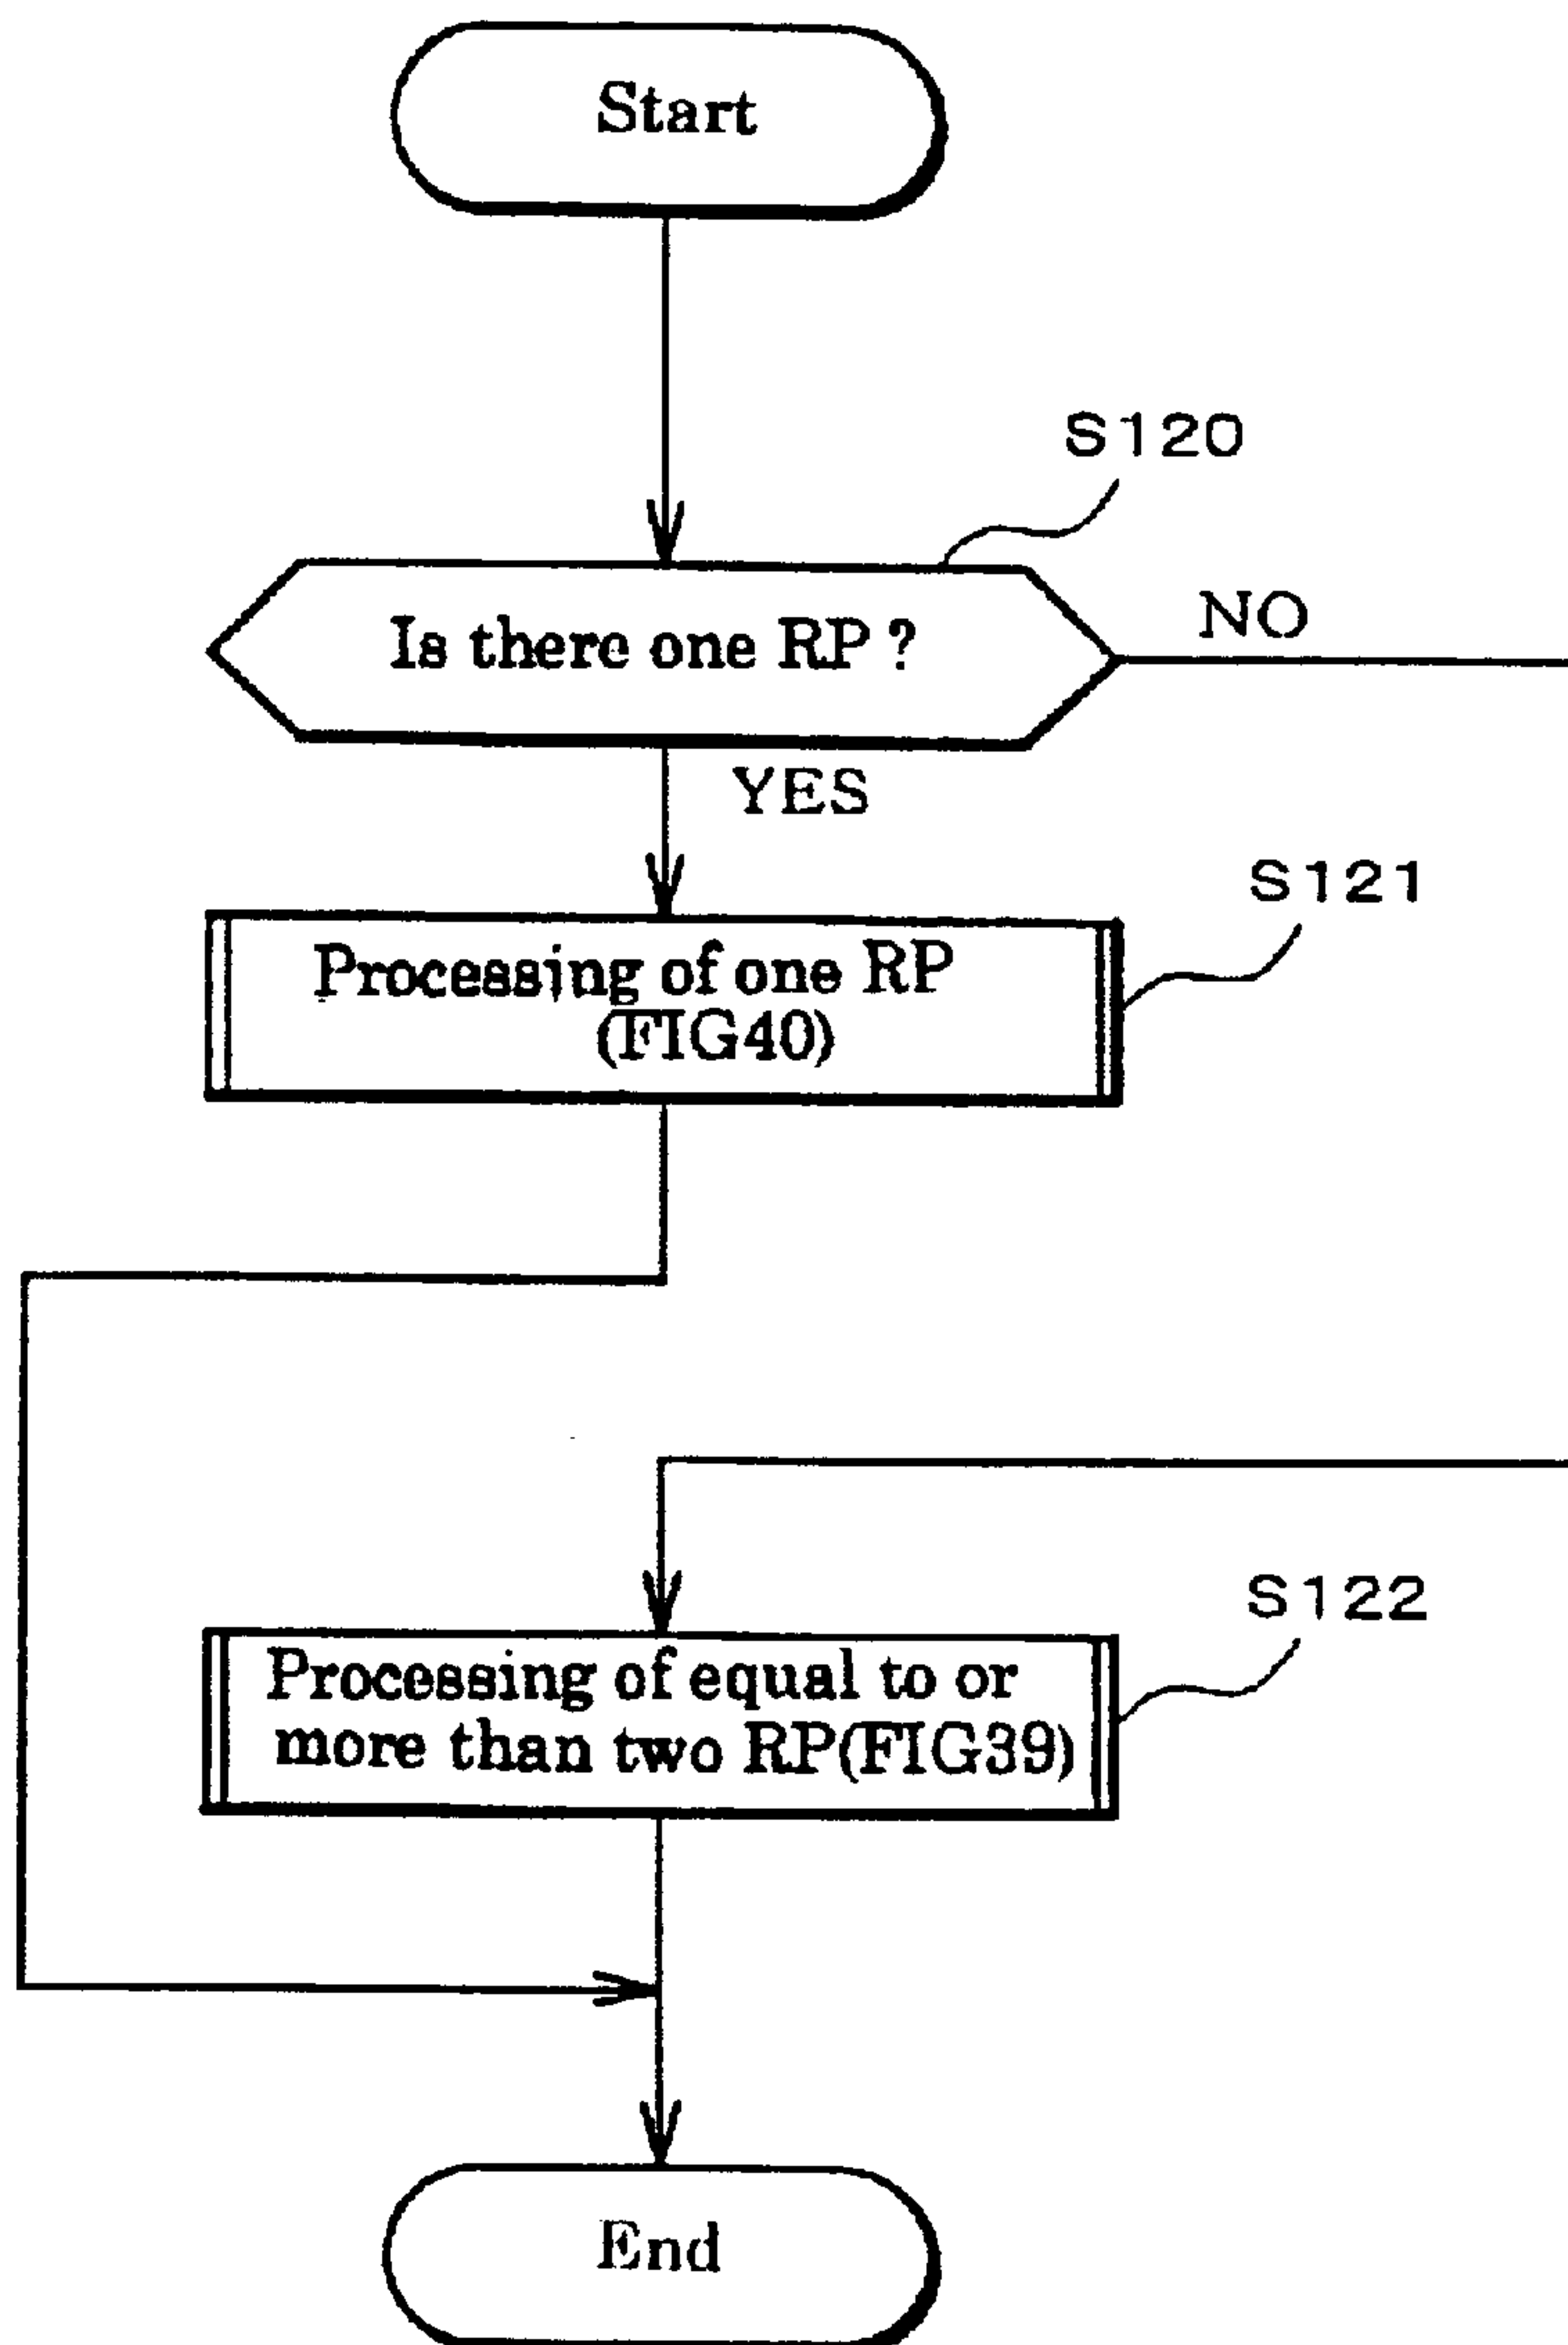 Start
S120
Is there one RP ?
NO
YES
S121
Processing of one RP
(FIG40)
S122
Processing of equal to or
more than two RP(FIG39)
End